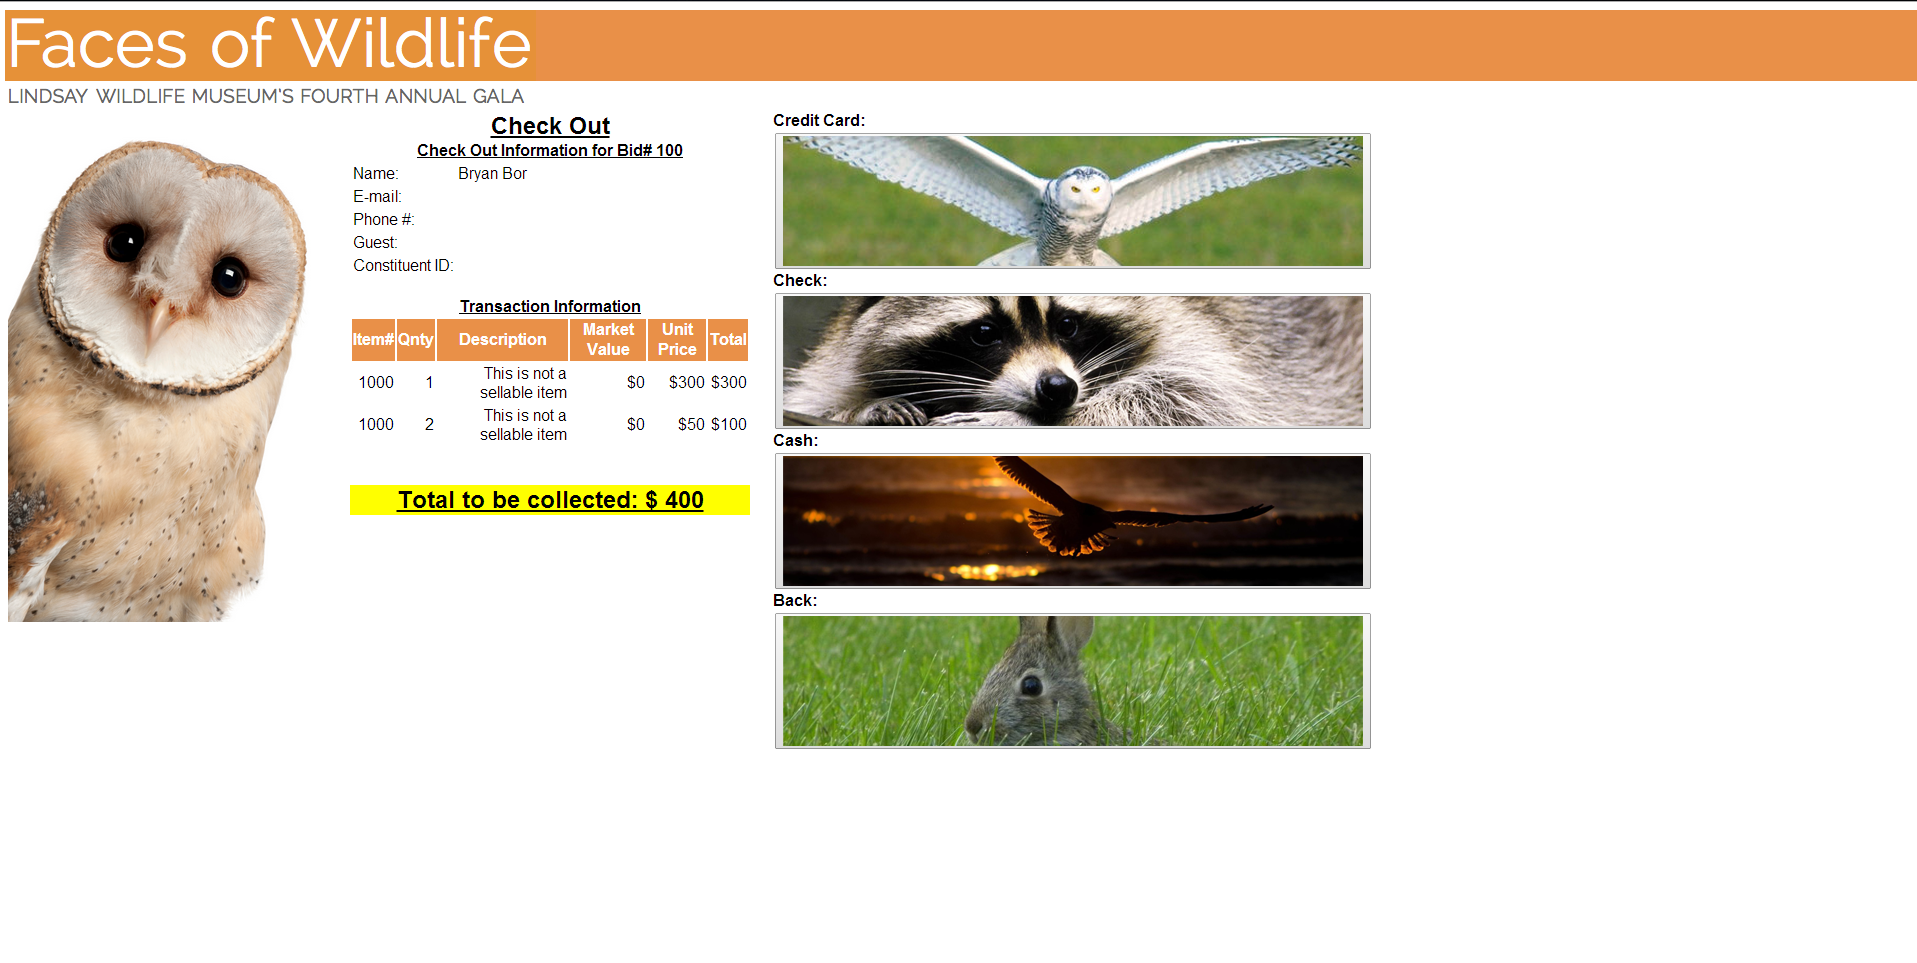 Faces of Wildlife
LINDSAY WILDLIFE MUSEUM'S FOURTH ANNUAL GALA
Check Out
Check Out Information for Bid# 100
Name: Bryan Bor
E-mail:
Phone #:
Guest:
Constituent ID:
Transaction Information
Item# Qnty Description Market Value Unit Price Total
1000 1 This is not a sellable item $0 $300 $300
1000 2 This is not a sellable item $0 $50 $100
Total to be collected: $ 400
Credit Card:
Check:
Cash:
Back: